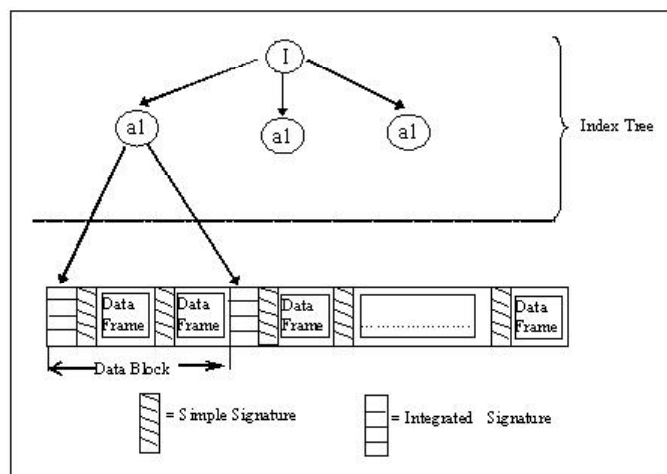 I
a1
a1
a1
Index Tree
Data
Frame
Data
Frame
Data
Frame
Data
Frame
Data Block
= Simple Signature
= Integrated Signature